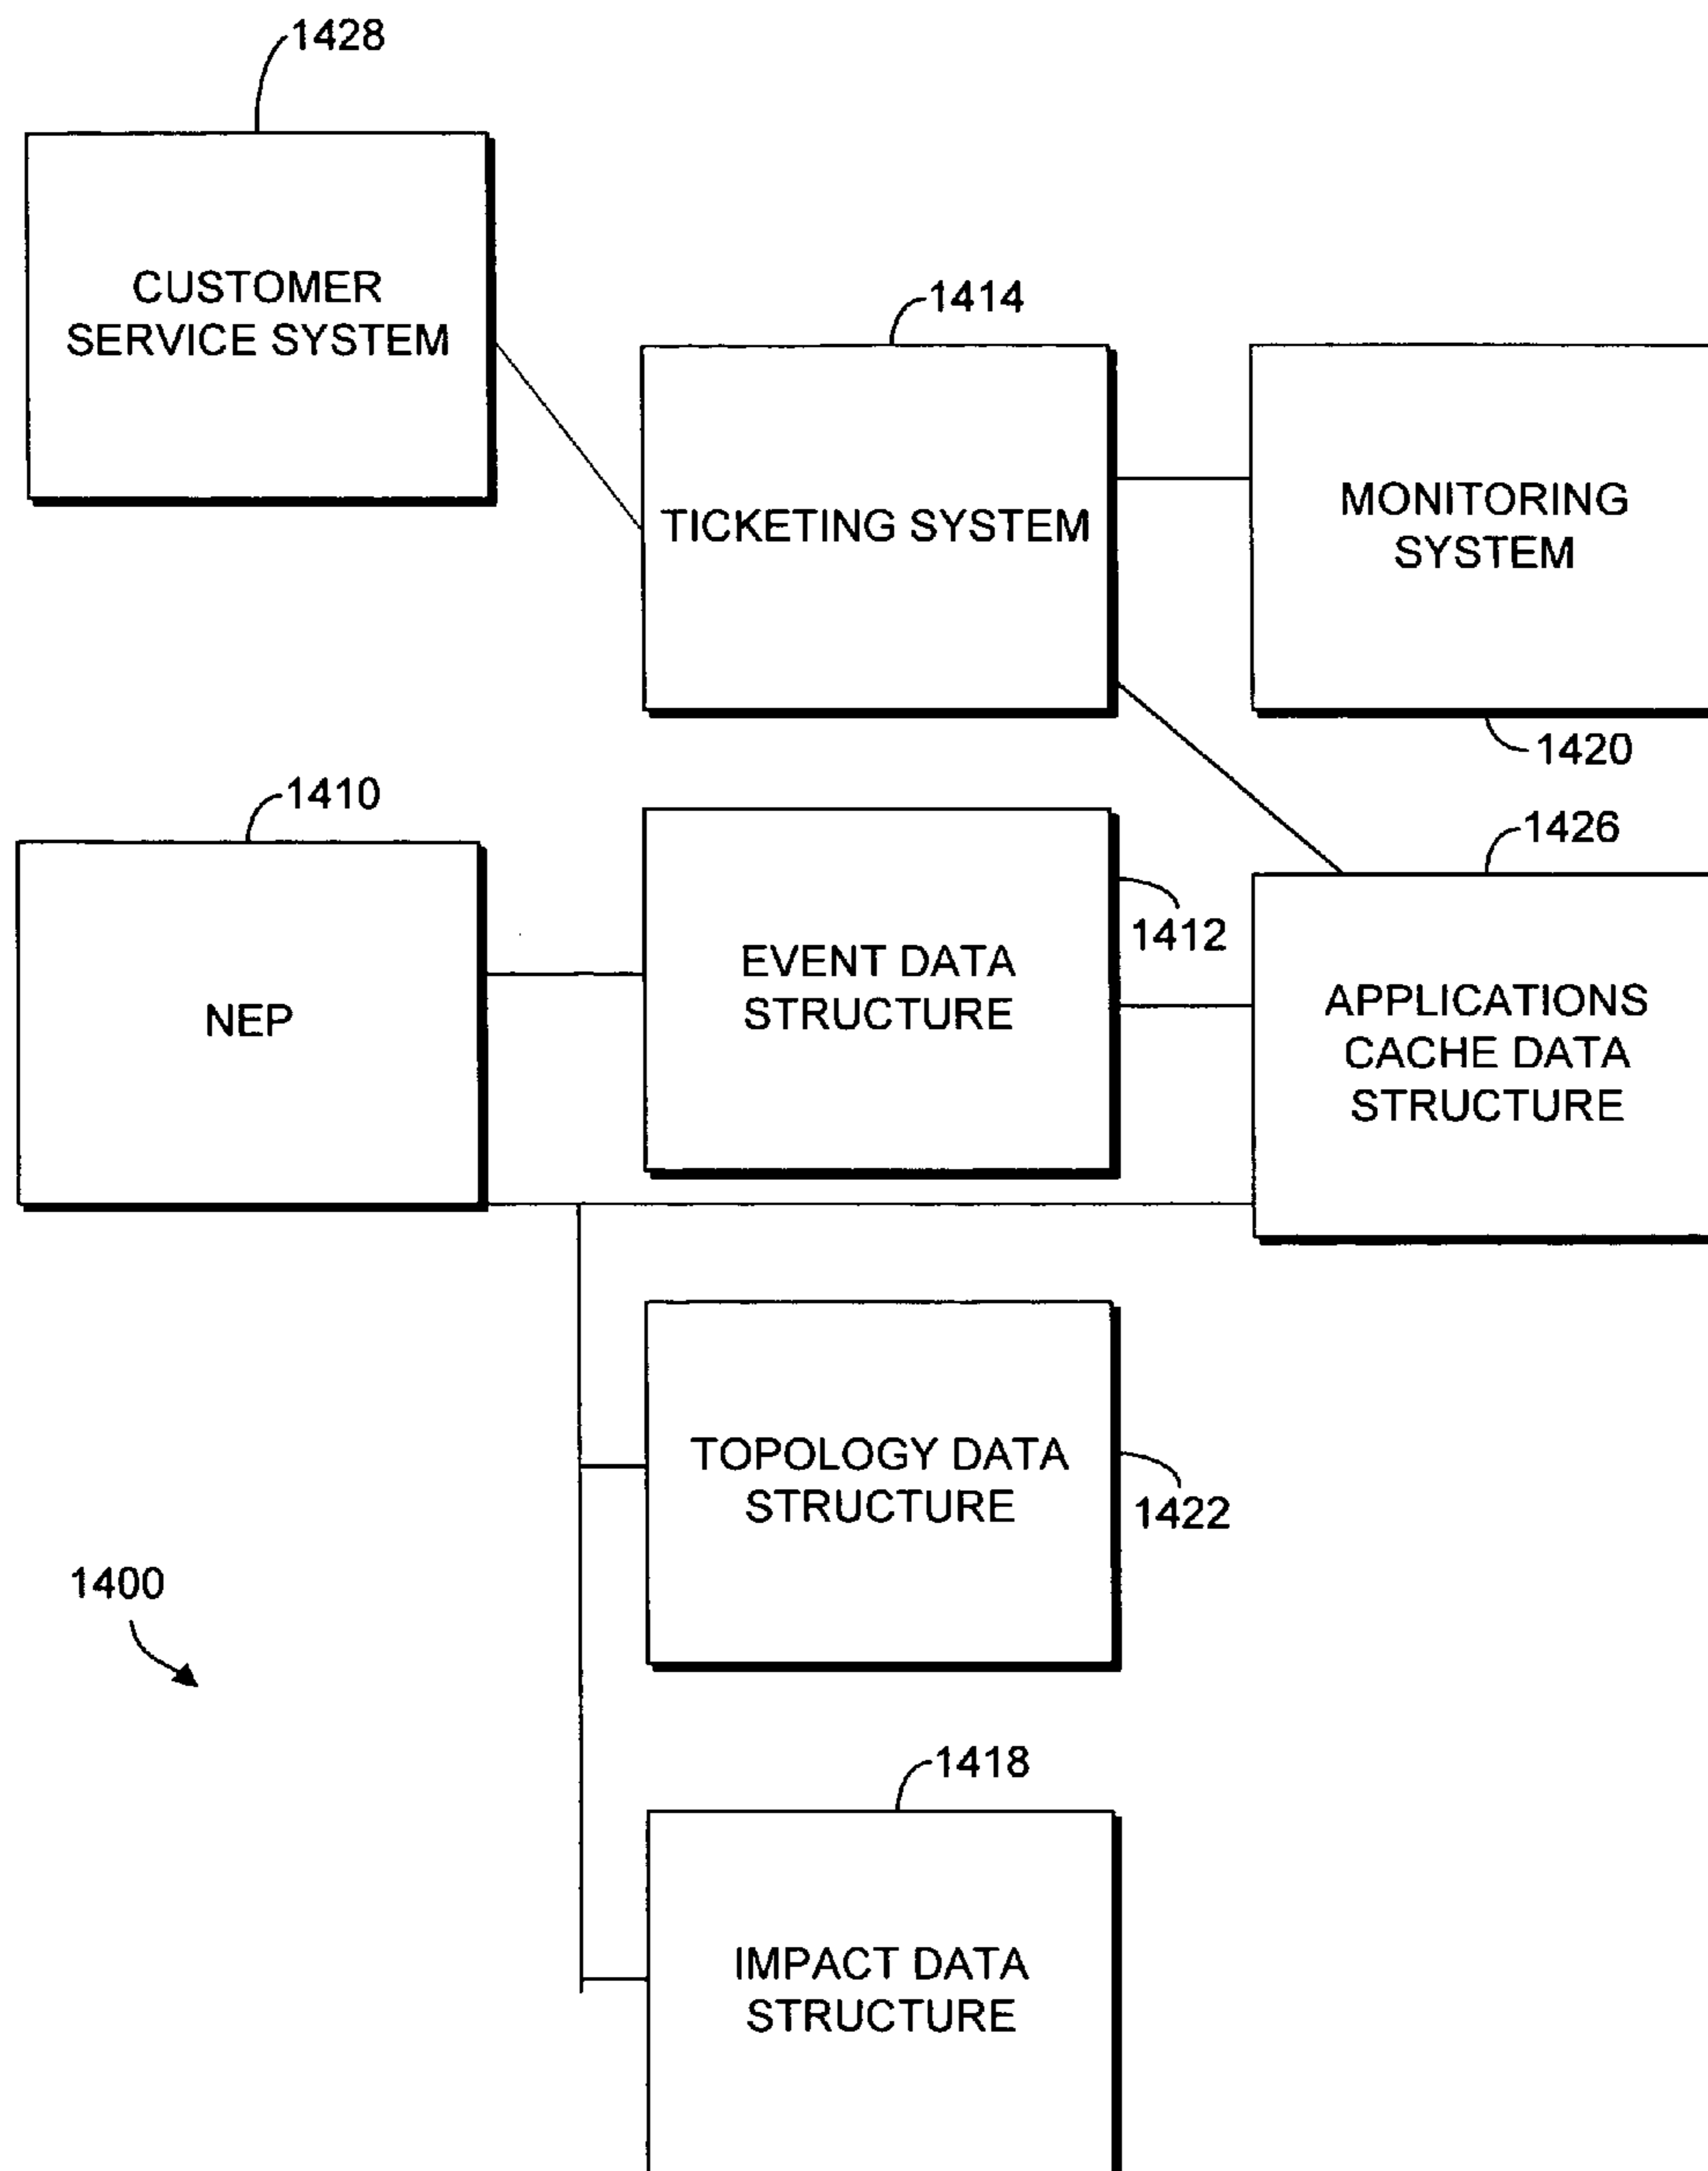 1428
CUSTOMER
SERVICE SYSTEM
1414
TICKETING SYSTEM
MONITORING
SYSTEM
1420
1410
NEP
EVENT DATA
STRUCTURE
1412
1426
APPLICATIONS
CACHE DATA
STRUCTURE
TOPOLOGY DATA
STRUCTURE
1422
1400
1418
IMPACT DATA
STRUCTURE